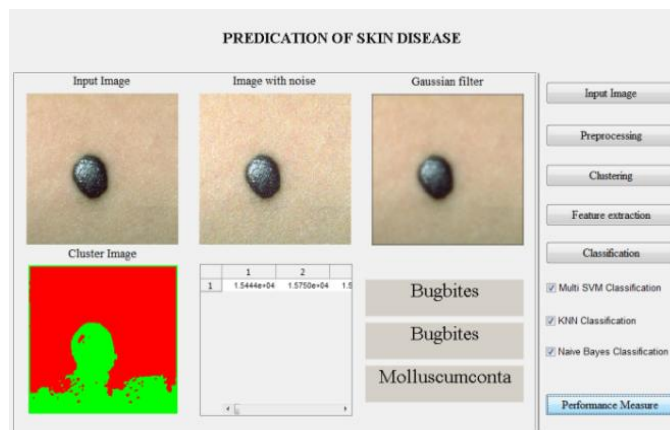 PREDICATION OF SKIN DISEASE
Input Image
Image with noise
Gaussian filter
Cluster Image
1 2
1 1.5444e+04 1.5750e+04 1.5
Bugbites
Bugbites
Molluscumconta
Input Image
Preprocessing
Clustering
Feature extraction
Classification
Multi SVM Classification
KNN Classification
Naive Bayes Classification
Performance Measure